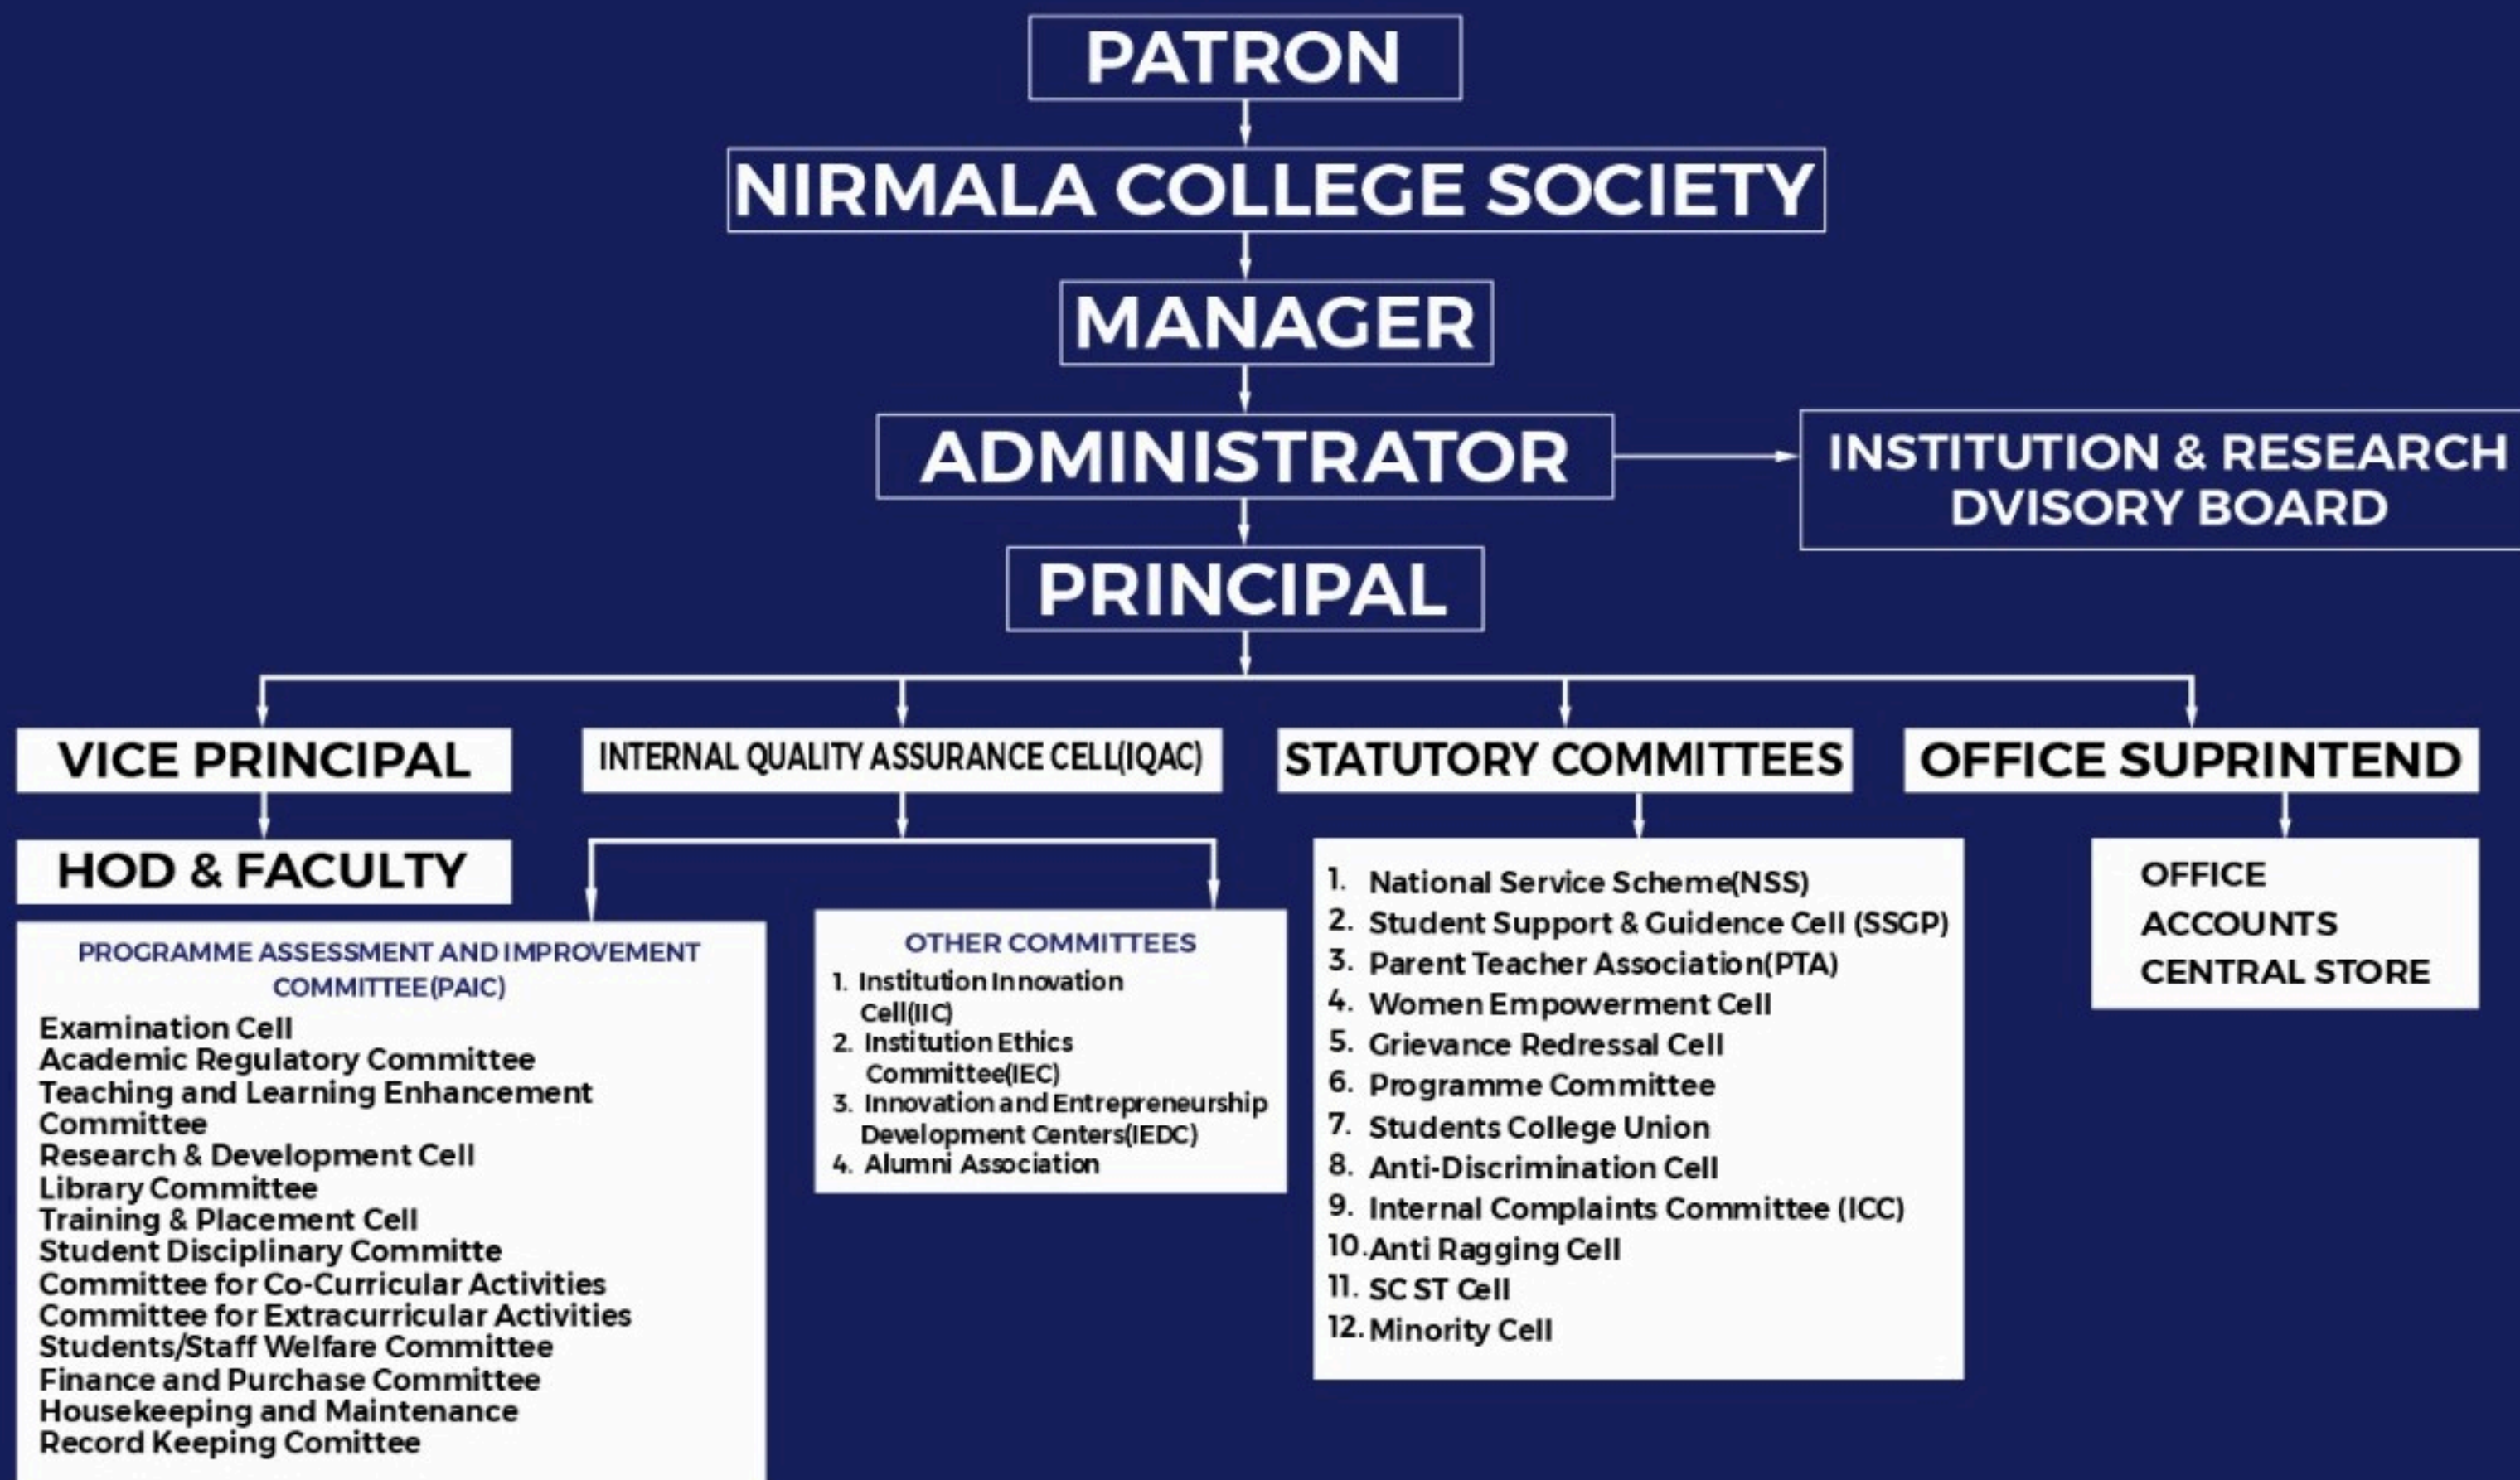 PATRON
NIRMALA COLLEGE SOCIETY
MANAGER
ADMINISTRATOR
INSTITUTION & RESEARCH
DVISORY BOARD
PRINCIPAL
VICE PRINCIPAL
INTERNAL QUALITY ASSURANCE CELL(IQAC)
STATUTORY COMMITTEES
OFFICE SUPRINTEND
HOD & FACULTY
PROGRAMME ASSESSMENT AND IMPROVEMENT
COMMITTEE(PAIC)
Examination Cell
Academic Regulatory Committee
Teaching and Learning Enhancement
Committee
Research & Development Cell
Library Committee
Training & Placement Cell
Student Disciplinary Committe
Committee for Co-Curricular Activities
Committee for Extracurricular Activities
Students/Staff Welfare Committee
Finance and Purchase Committee
Housekeeping and Maintenance
Record Keeping Comittee
OTHER COMMITTEES
1. Institution Innovation
Cell(IIC)
2. Institution Ethics
Committee(IEC)
3. Innovation and Entrepreneurship
Development Centers(IEDC)
4. Alumni Association
1. National Service Scheme(NSS)
2. Student Support & Guidance Cell (SSGP)
3. Parent Teacher Association(PTA)
4. Women Empowerment Cell
5. Grievance Redressal Cell
6. Programme Committee
7. Students College Union
8. Anti-Discrimination Cell
9. Internal Complaints Committee (ICC)
10. Anti Ragging Cell
11. SC ST Cell
12. Minority Cell
OFFICE
ACCOUNTS
CENTRAL STORE